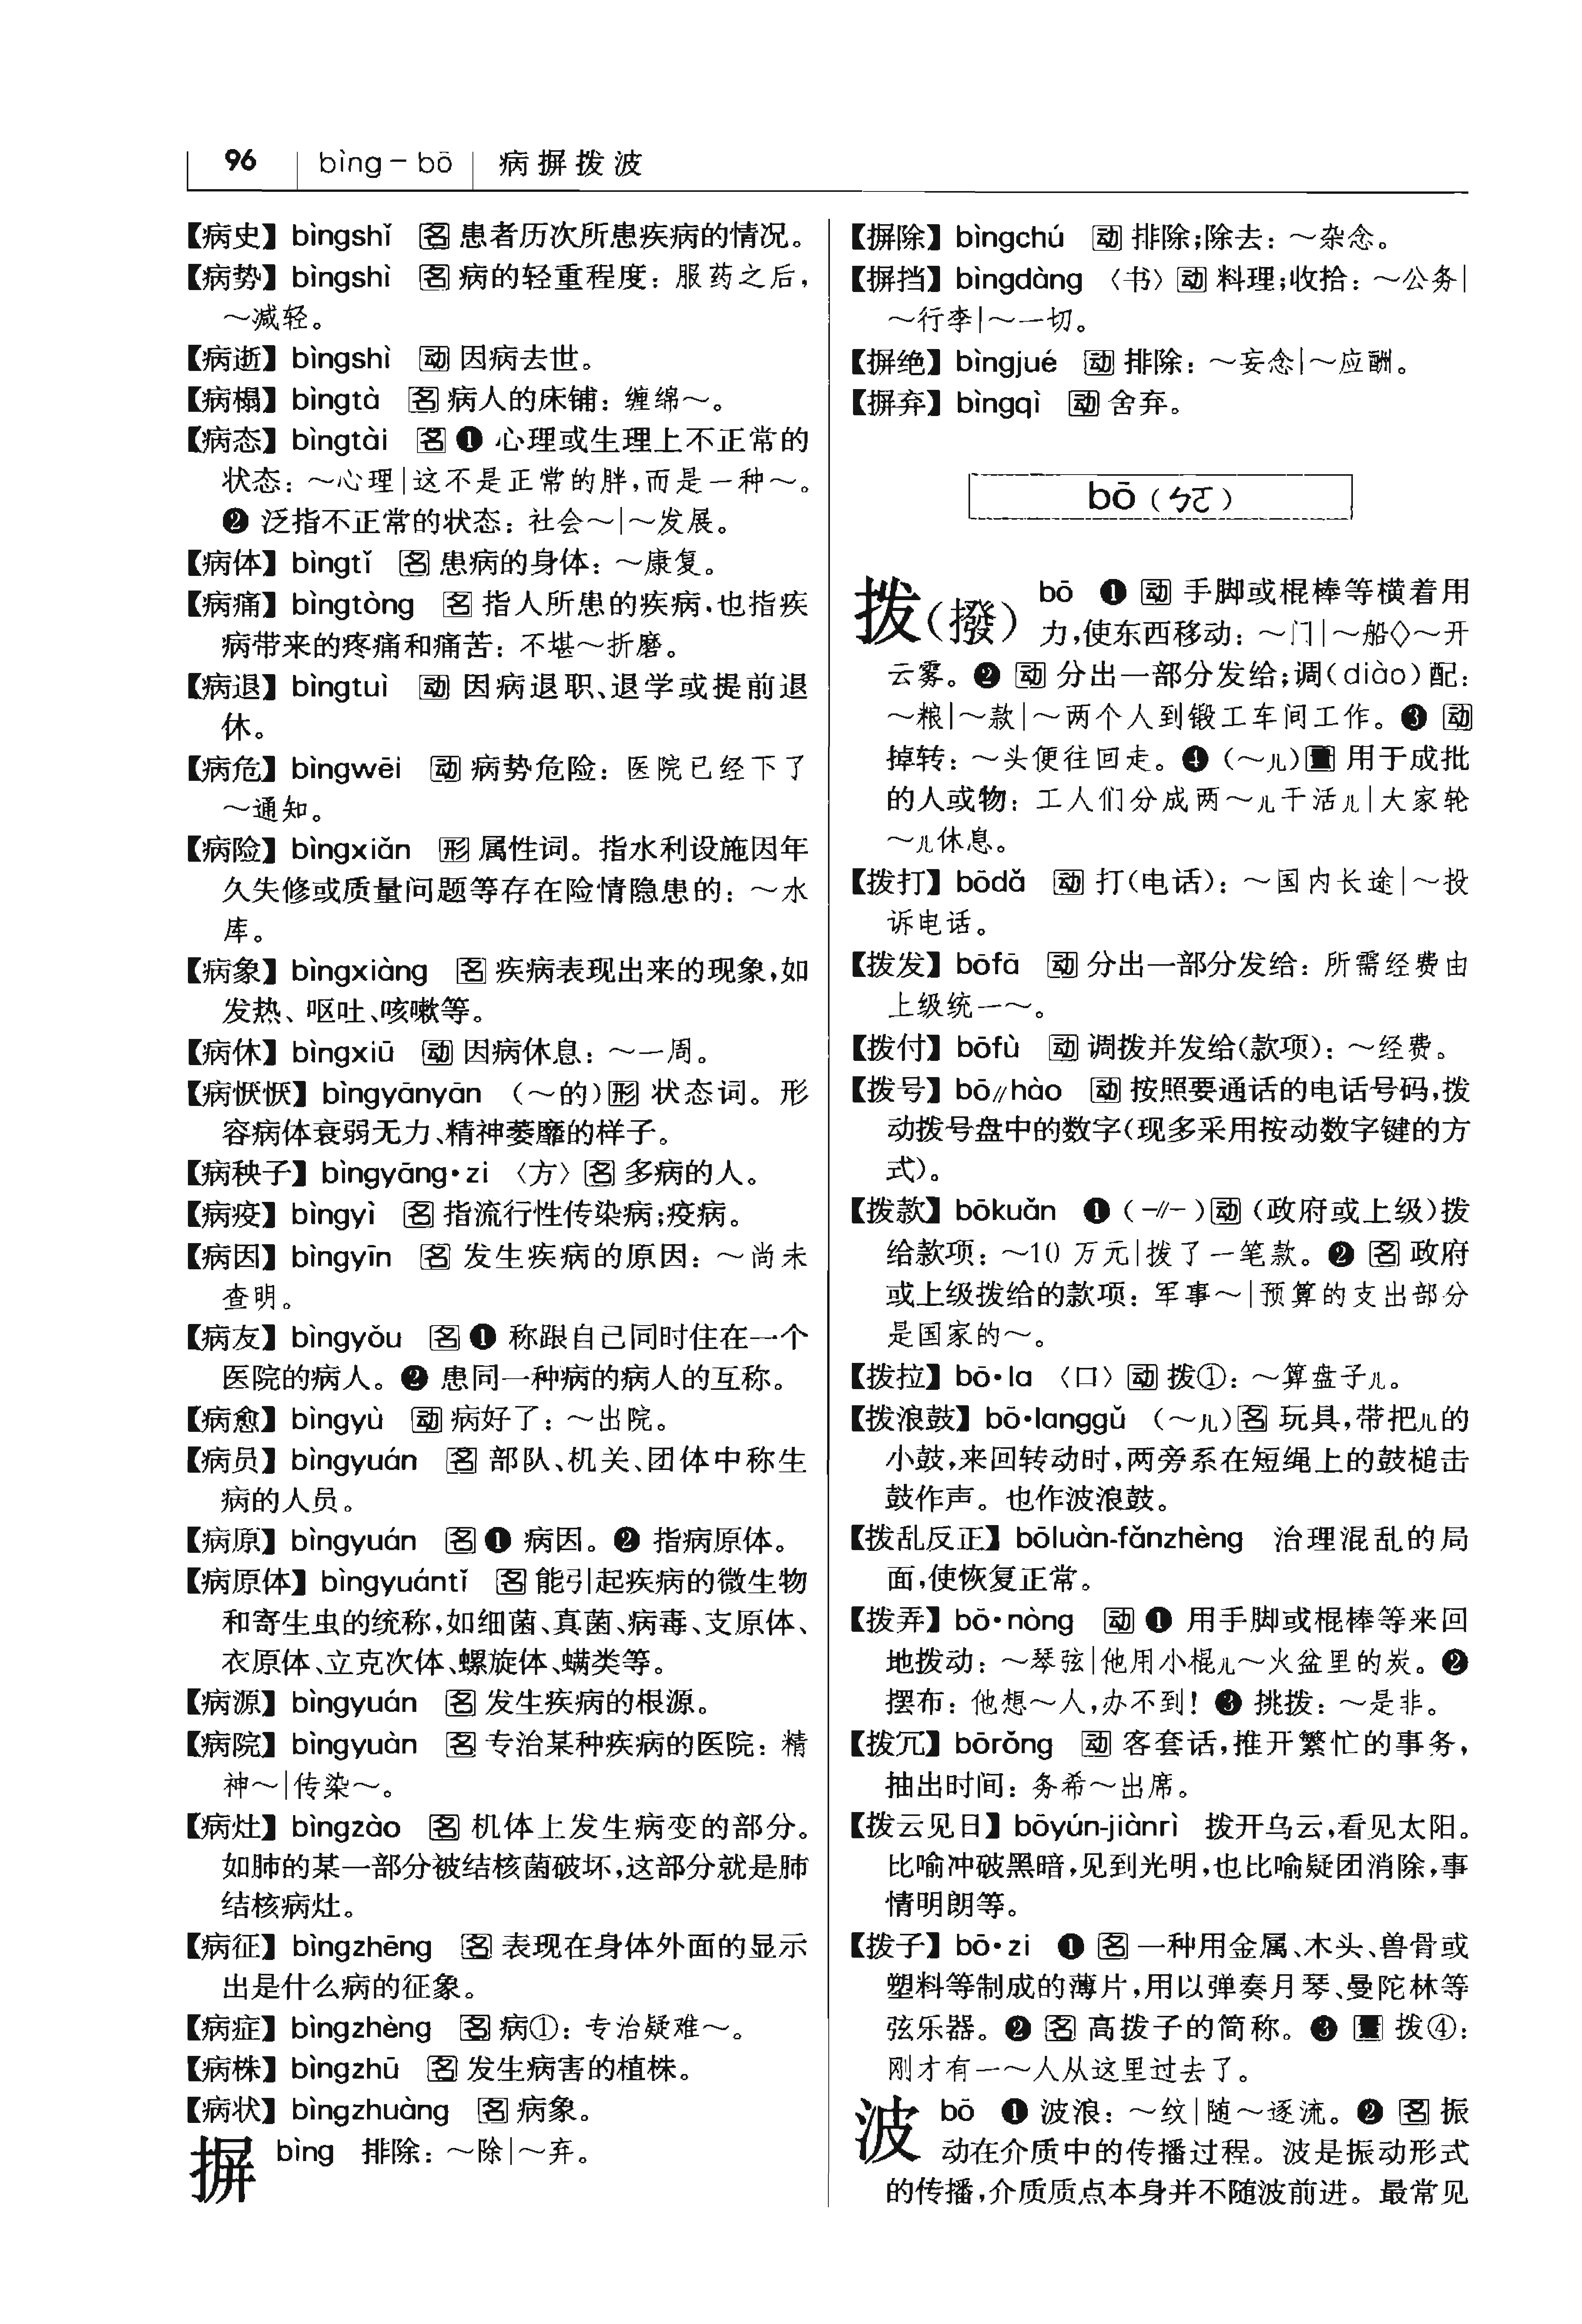 96 bìng－bō 病摒拨波
【病史】bìngshǐ 名 患者历次所患疾病的情况。
【病势】bìngshì 名 病的轻重程度：服药之后，
～减轻。
【病逝】bìngshì 动 因病去世。
【病榻】bìngtà 名 病人的床铺：缠绵～。
【病态】bìngtài 名 ❶ 心理或生理上不正常的
状态：～心理|这不是正常的胖，而是一种～。
❷ 泛指不正常的状态：社会～|～发展。
【病体】bìngtǐ 名 患病的身体：～康复。
【病痛】bìngtòng 名 指人所患的疾病，也指疾
病带来的疼痛和痛苦：不堪～折磨。
【病退】bìngtuì 动 因病退职、退学或提前退
休。
【病危】bìngwēi 动 病势危险：医院已经下了
～通知。
【病险】bìngxiǎn 形 属性词。指水利设施因年
久失修或质量问题等存在险情隐患的：～水
库。
【病象】bìngxiàng 名 疾病表现出来的现象，如
发热、呕吐、咳嗽等。
【病休】bìngxiū 动 因病休息：～一周。
【病恹恹】bìngyānyān （～的）形 状态词。形
容病体衰弱无力、精神萎靡的样子。
【病秧子】bìngyāng·zi 〈方〉名 多病的人。
【病疫】bìngyì 名 指流行性传染病；疫病。
【病因】bìngyīn 名 发生疾病的原因：～尚未
查明。
【病友】bìngyǒu 名 ❶ 称跟自己同时住在一个
医院的病人。❷ 患同一种病的病人的互称。
【病愈】bìngyù 动 病好了：～出院。
【病员】bìngyuán 名 部队、机关、团体中称生
病的人员。
【病原】bìngyuán 名 ❶ 病因。❷ 指病原体。
【病原体】bìngyuántǐ 名 能引起疾病的微生物
和寄生虫的统称，如细菌、真菌、病毒、支原体、
衣原体、立克次体、螺旋体、螨类等。
【病源】bìngyuán 名 发生疾病的根源。
【病院】bìngyuàn 名 专治某种疾病的医院：精
神～|传染～。
【病灶】bìngzào 名 机体上发生病变的部分。
如肺的某一部分被结核菌破坏，这部分就是肺
结核病灶。
【病征】bìngzhēng 名 表现在身体外面的显示
出是什么病的征象。
【病症】bìngzhèng 名 病①：专治疑难～。
【病株】bìngzhū 名 发生病害的植株。
【病状】bìngzhuàng 名 病象。
摒 bìng 排除：～除|～弃。
【摒除】bìngchú 动 排除；除去：～杂念。
【摒挡】bìngdàng 〈书〉动 料理；收拾：～公务|
～行李|～一切。
【摒绝】bìngjué 动 排除：～妄念|～应酬。
【摒弃】bìngqì 动 舍弃。
bō（ㄅㄛ）
拨（撥） bō ❶ 动 手脚或棍棒等横着用
力，使东西移动：～门|～船◇～开
云雾。❷ 动 分出一部分发给；调（diào）配：
～粮|～款|～两个人到锻工车间工作。❸ 动
掉转：～头便往回走。❹（～儿）量 用于成批
的人或物：工人们分成两～儿干活儿|大家轮
～儿休息。
【拨打】bōdǎ 动 打（电话）：～国内长途|～投
诉电话。
【拨发】bōfā 动 分出一部分发给：所需经费由
上级统一～。
【拨付】bōfù 动 调拨并发给（款项）：～经费。
【拨号】bō∥hào 动 按照要通话的电话号码，拨
动拨号盘中的数字（现多采用按动数字键的方
式）。
【拨款】bōkuǎn ❶（-∥-）动（政府或上级）拨
给款项：～10 万元|拨了一笔款。❷ 名 政府
或上级拨给的款项：军事～|预算的支出部分
是国家的～。
【拨拉】bō·la 〈口〉动 拨①：～算盘子儿。
【拨浪鼓】bō·langgǔ （～儿）名 玩具，带把儿的
小鼓，来回转动时，两旁系在短绳上的鼓槌击
鼓作声。也作波浪鼓。
【拨乱反正】bōluàn-fǎnzhèng 治理混乱的局
面，使恢复正常。
【拨弄】bō·nòng 动 ❶ 用手脚或棍棒等来回
地拨动：～琴弦|他用小棍儿～火盆里的炭。❷
摆布：他想～人，办不到！❸ 挑拨：～是非。
【拨冗】bōrǒng 动 客套话，推开繁忙的事务，
抽出时间：务希～出席。
【拨云见日】bōyún-jiànrì 拨开乌云，看见太阳。
比喻冲破黑暗，见到光明，也比喻疑团消除，事
情明朗等。
【拨子】bō·zi ❶ 名 一种用金属、木头、兽骨或
塑料等制成的薄片，用以弹奏月琴、曼陀林等
弦乐器。❷ 名 高拨子的简称。❸ 量 拨④：
刚才有一～人从这里过去了。
波 bō ❶ 波浪：～纹|随～逐流。❷ 名 振
动在介质中的传播过程。波是振动形式
的传播，介质质点本身并不随波前进。最常见